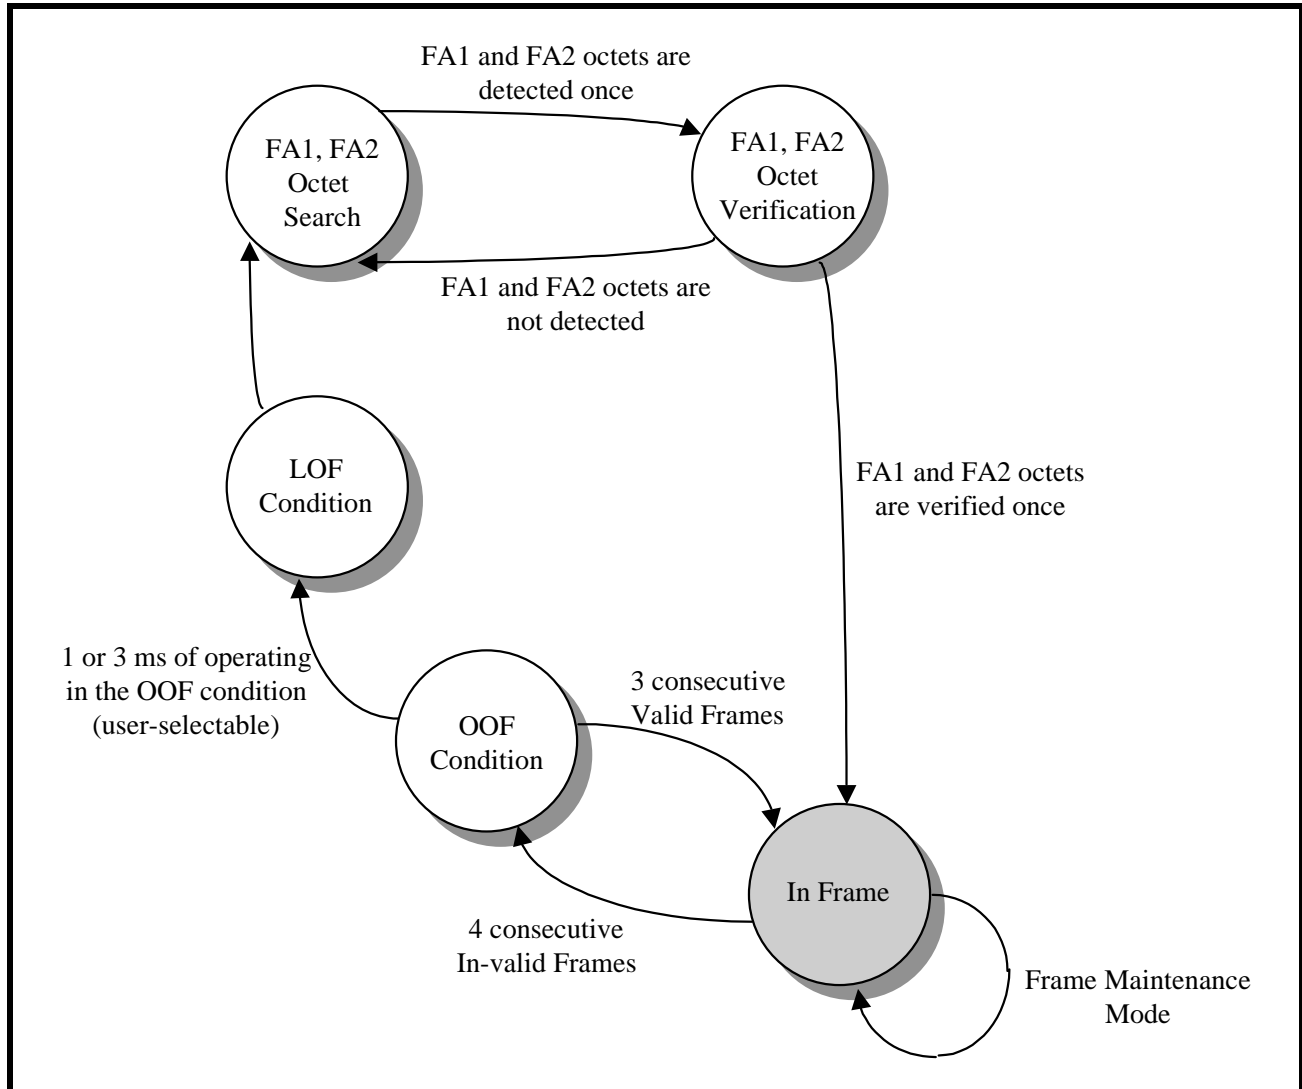 FA1 and FA2 octets are
detected once
FA1, FA2
Octet
Search
FA1, FA2
Octet
Verification
FA1 and FA2 octets are
not detected
LOF
Condition
FA1 and FA2 octets
are verified once
1 or 3 ms of operating
in the OOF condition
(user-selectable)
OOF
Condition
3 consecutive
Valid Frames
In Frame
4 consecutive
In-valid Frames
Frame Maintenance
Mode